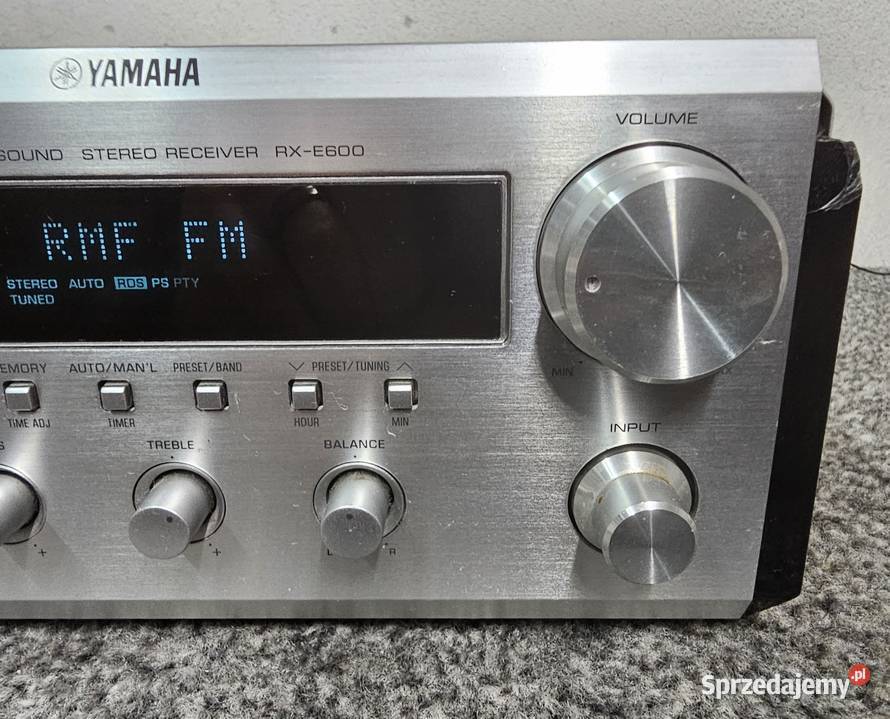 YAMAHA
VOLUME
SOUND STEREO RECEIVER RX-E600
RMF FM
STEREO AUTO RDS PS PTY
TUNED
MIN
AUTO/MAN'L PRESET/BAND PRESET/TUNING
TIME ADJ TIMER HOUR MIN
TREBLE BALANCE INPUT
+ + L R
Sprzedajemy.pl